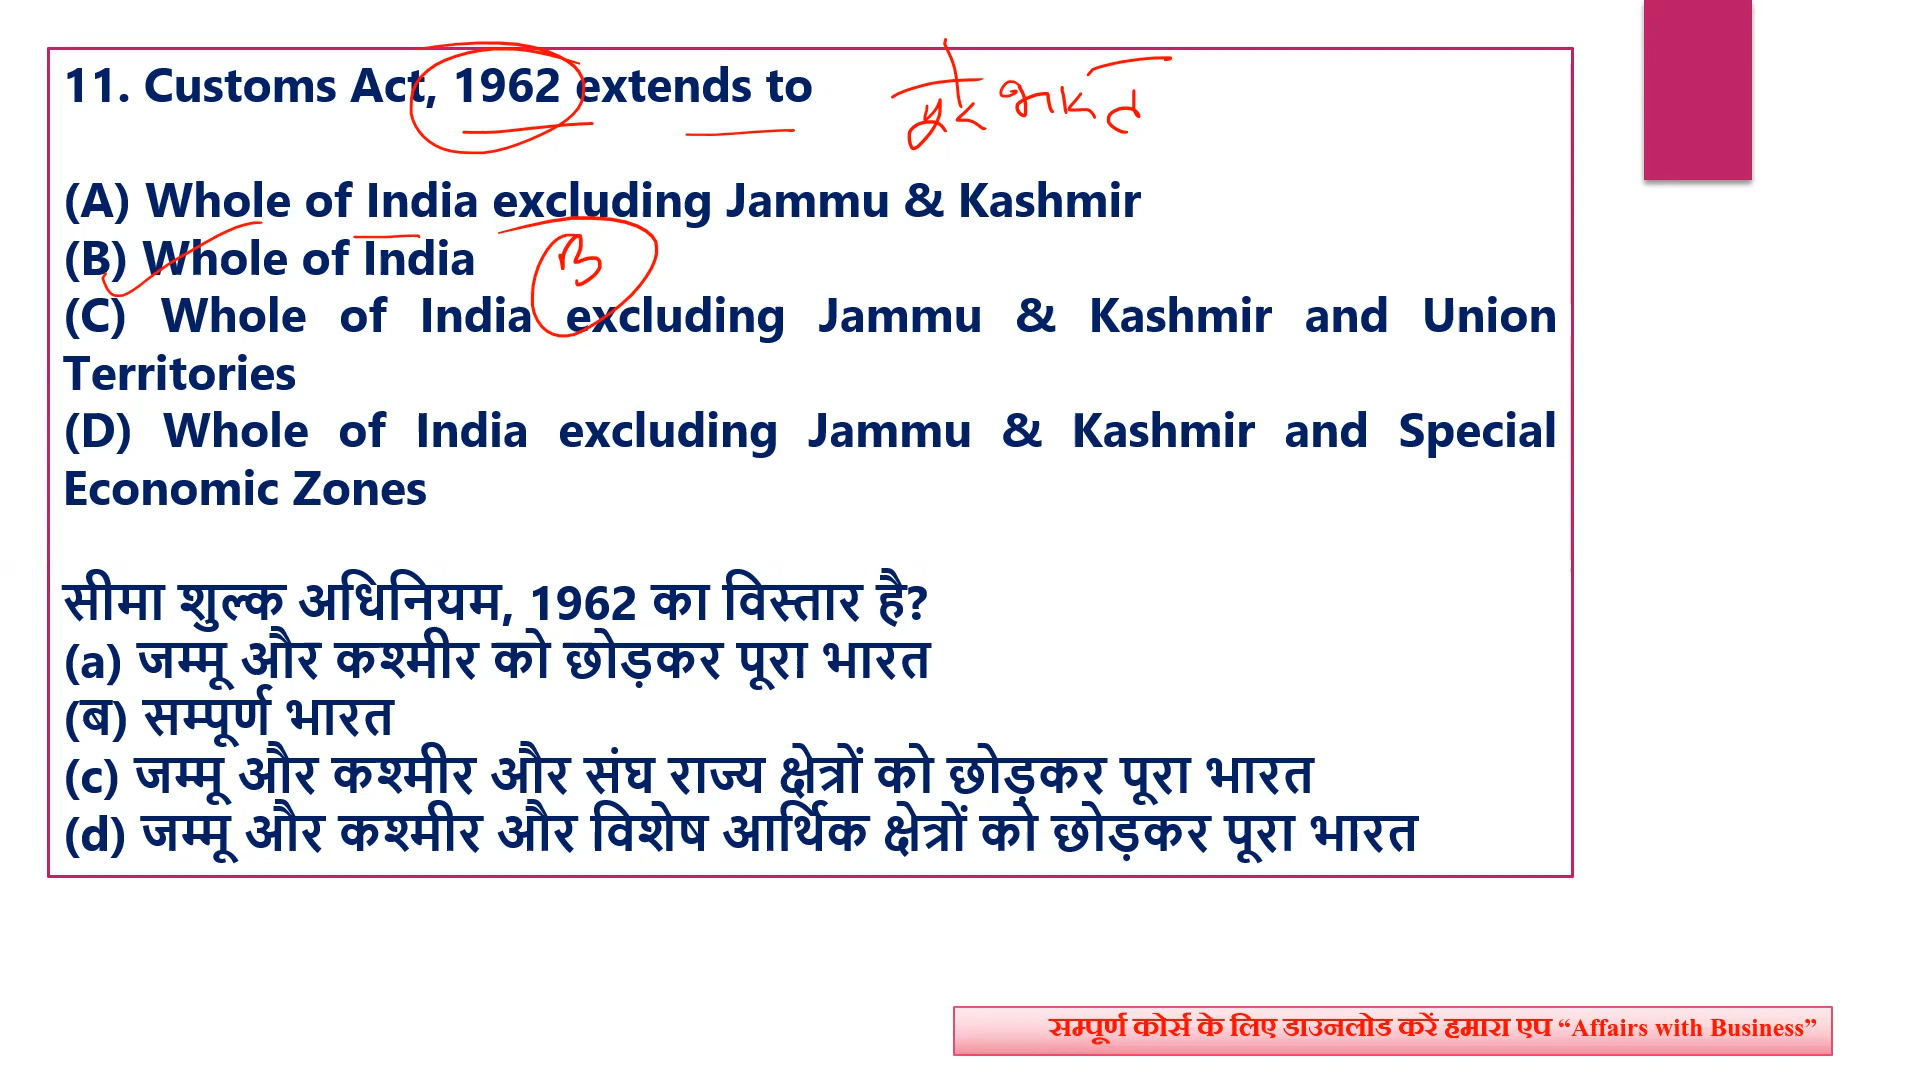 11. Customs Act, 1962 extends to
पुरे भारत
(A) Whole of India excluding Jammu & Kashmir
(B) Whole of India
B
(C) Whole of India excluding Jammu & Kashmir and Union
Territories
(D) Whole of India excluding Jammu & Kashmir and Special
Economic Zones
सीमा शुल्क अधिनियम, 1962 का विस्तार है?
(a) जम्मू और कश्मीर को छोड़कर पूरा भारत
(ब) सम्पूर्ण भारत
(c) जम्मू और कश्मीर और संघ राज्य क्षेत्रों को छोड़कर पूरा भारत
(d) जम्मू और कश्मीर और विशेष आर्थिक क्षेत्रों को छोड़कर पूरा भारत
सम्पूर्ण कोर्स के लिए डाउनलोड करें हमारा एप “Affairs with Business”